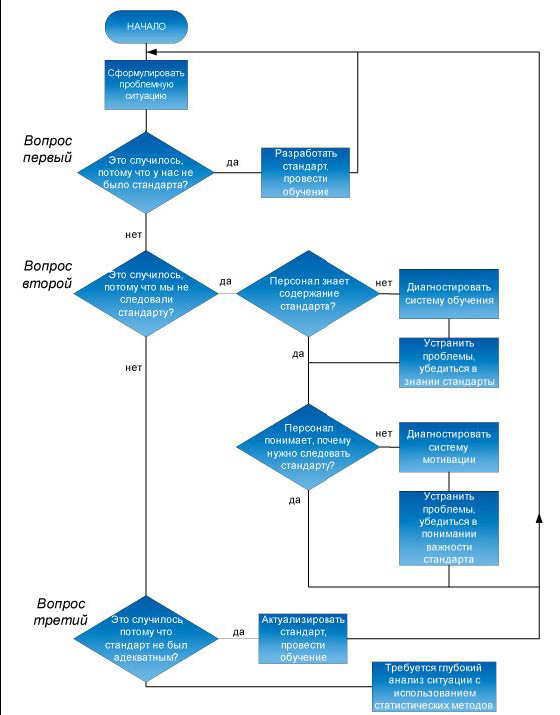 НАЧАЛО
Сформулировать
проблемную
ситуацию
Вопрос
первый
Это случилось,
потому что у нас не
было стандарта?
да
Разработать
стандарт,
провести
обучение
нет
Вопрос
второй
Это случилось,
потому что мы не
следовали
стандарту?
да
Персонал знает
содержание
стандарта?
нет
Диагностировать
систему обучения
Устранить
проблемы,
убедиться в
знании стандарты
да
нет
Персонал
понимает, почему
нужно следовать
стандарту?
нет
Диагностировать
систему
мотивации
да
Устранить
проблемы,
убедиться в
понимании
важности
стандарта
Вопрос
третий
Это случилось,
потому что
стандарт не был
адекватным?
да
Актуализировать
стандарт,
провести
обучение
Требуется глубокий
анализ ситуации с
использованием
статистических методов